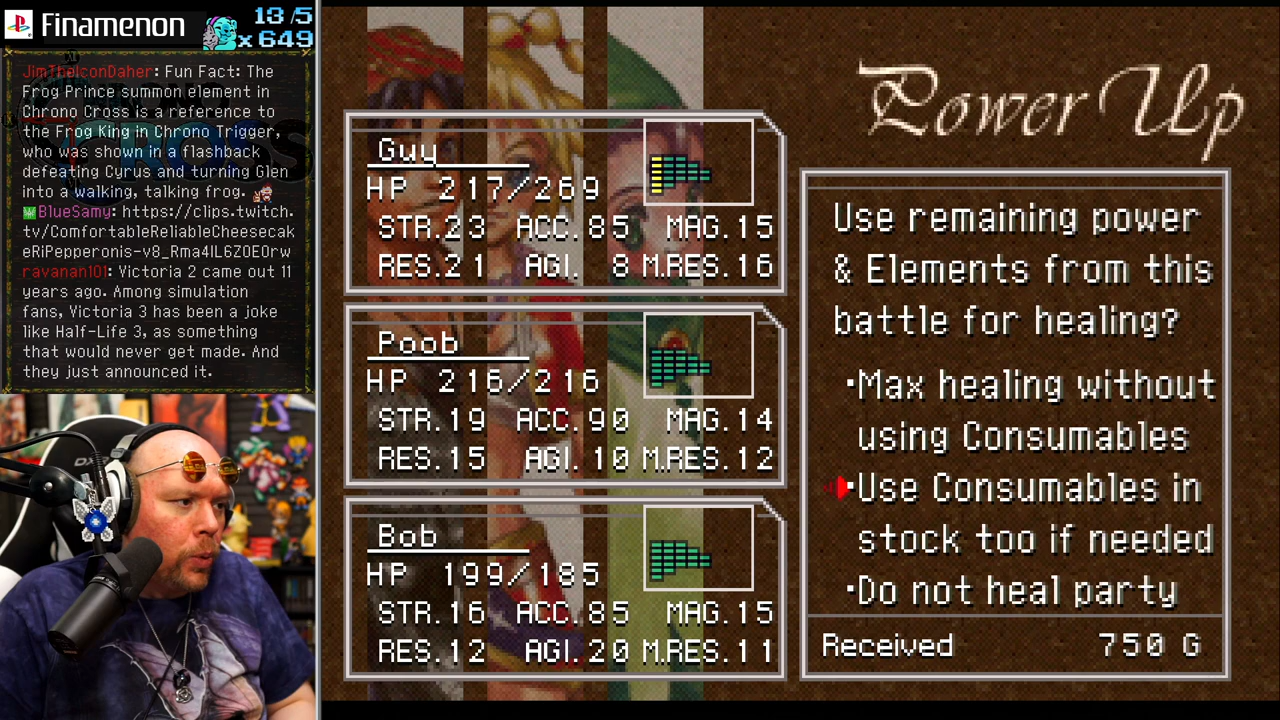 Finamenon
13/5
x 649
JimTheIconDaher: Fun Fact: The
Frog Prince summon element in
Chrono Cross is a reference to
the Frog King in Chrono Trigger,
who was shown in a flashback
defeating Cyrus and turning Glen
into a walking, talking frog.
BlueSamy: https://clips.twitch.
tv/ComfortableReliableCheesecak
eRiPepperonis-v8_Rma4lL6Z0E0rw
ravanan101: Victoria 2 came out 11
years ago. Among simulation
fans, Victoria 3 has been a joke
like Half-Life 3, as something
that would never get made. And
they just announced it.
Power Up
Guy
HP 217/269
STR.23 ACC.85 MAG.15
RES.21 AGI. 8 M.RES.16
Poob
HP 216/216
STR.19 ACC.90 MAG.14
RES.15 AGI.10 M.RES.12
Bob
HP 199/185
STR.16 ACC.85 MAG.15
RES.12 AGI.20 M.RES.11
Use remaining power
& Elements from this
battle for healing?
·Max healing without
using Consumables
·Use Consumables in
stock too if needed
·Do not heal party
Received 750 G